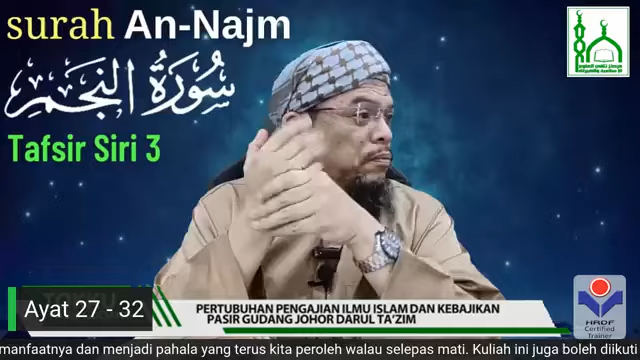 surah An-Najm
سُورَةُ النَّجْمِ
Tafsir Siri 3
PERTUBUHAN PENGAJIAN ILMU ISLAM DAN KEBAJIKAN
PASIR GUDANG JOHOR DARUL TA'ZIM
Ayat 27 - 32
HRDF
Certified
Trainer
manfaatnya dan menjadi pahala yang terus kita peroleh walau selepas mati. Kuliah ini juga boleh diikuti